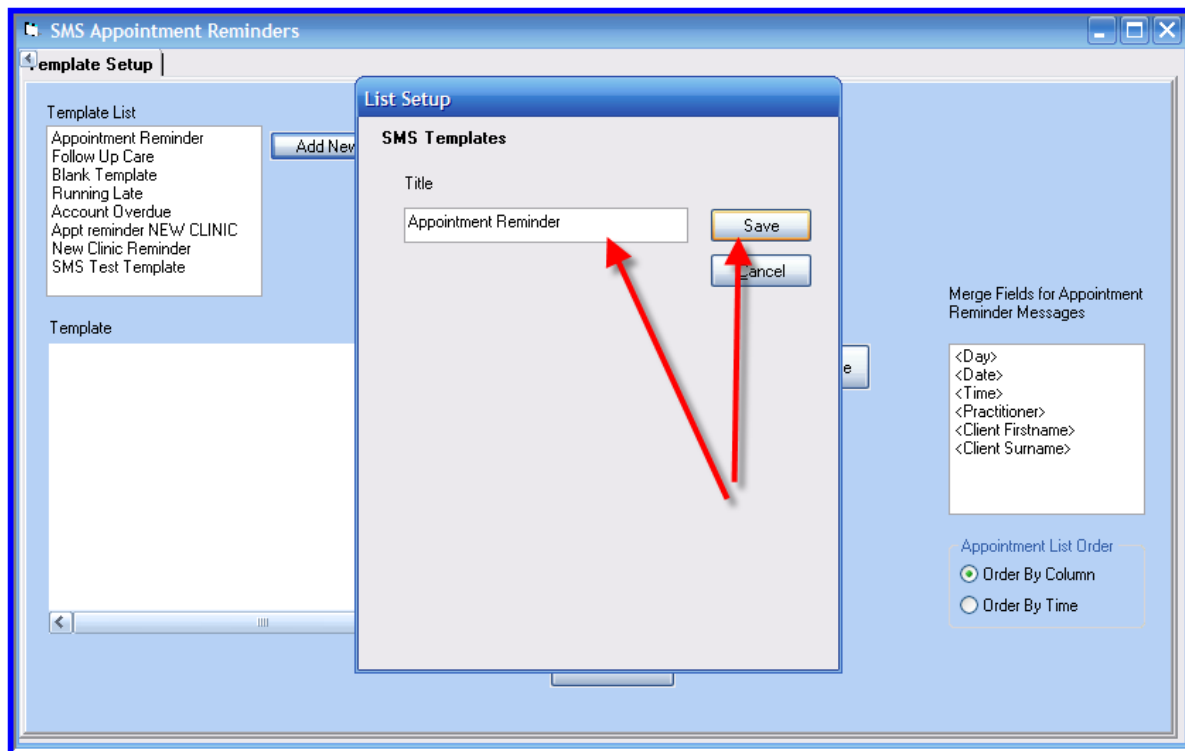 SMS Appointment Reminders
Template Setup
Template List
Appointment Reminder
Follow Up Care
Blank Template
Running Late
Account Overdue
Appt reminder NEW CLINIC
New Clinic Reminder
SMS Test Template
Add New
List Setup
SMS Templates
Title
Appointment Reminder
Save
Cancel
Template
e
Merge Fields for Appointment
Reminder Messages
<Day>
<Date>
<Time>
<Practitioner>
<Client Firstname>
<Client Surname>
Appointment List Order
Order By Column
Order By Time